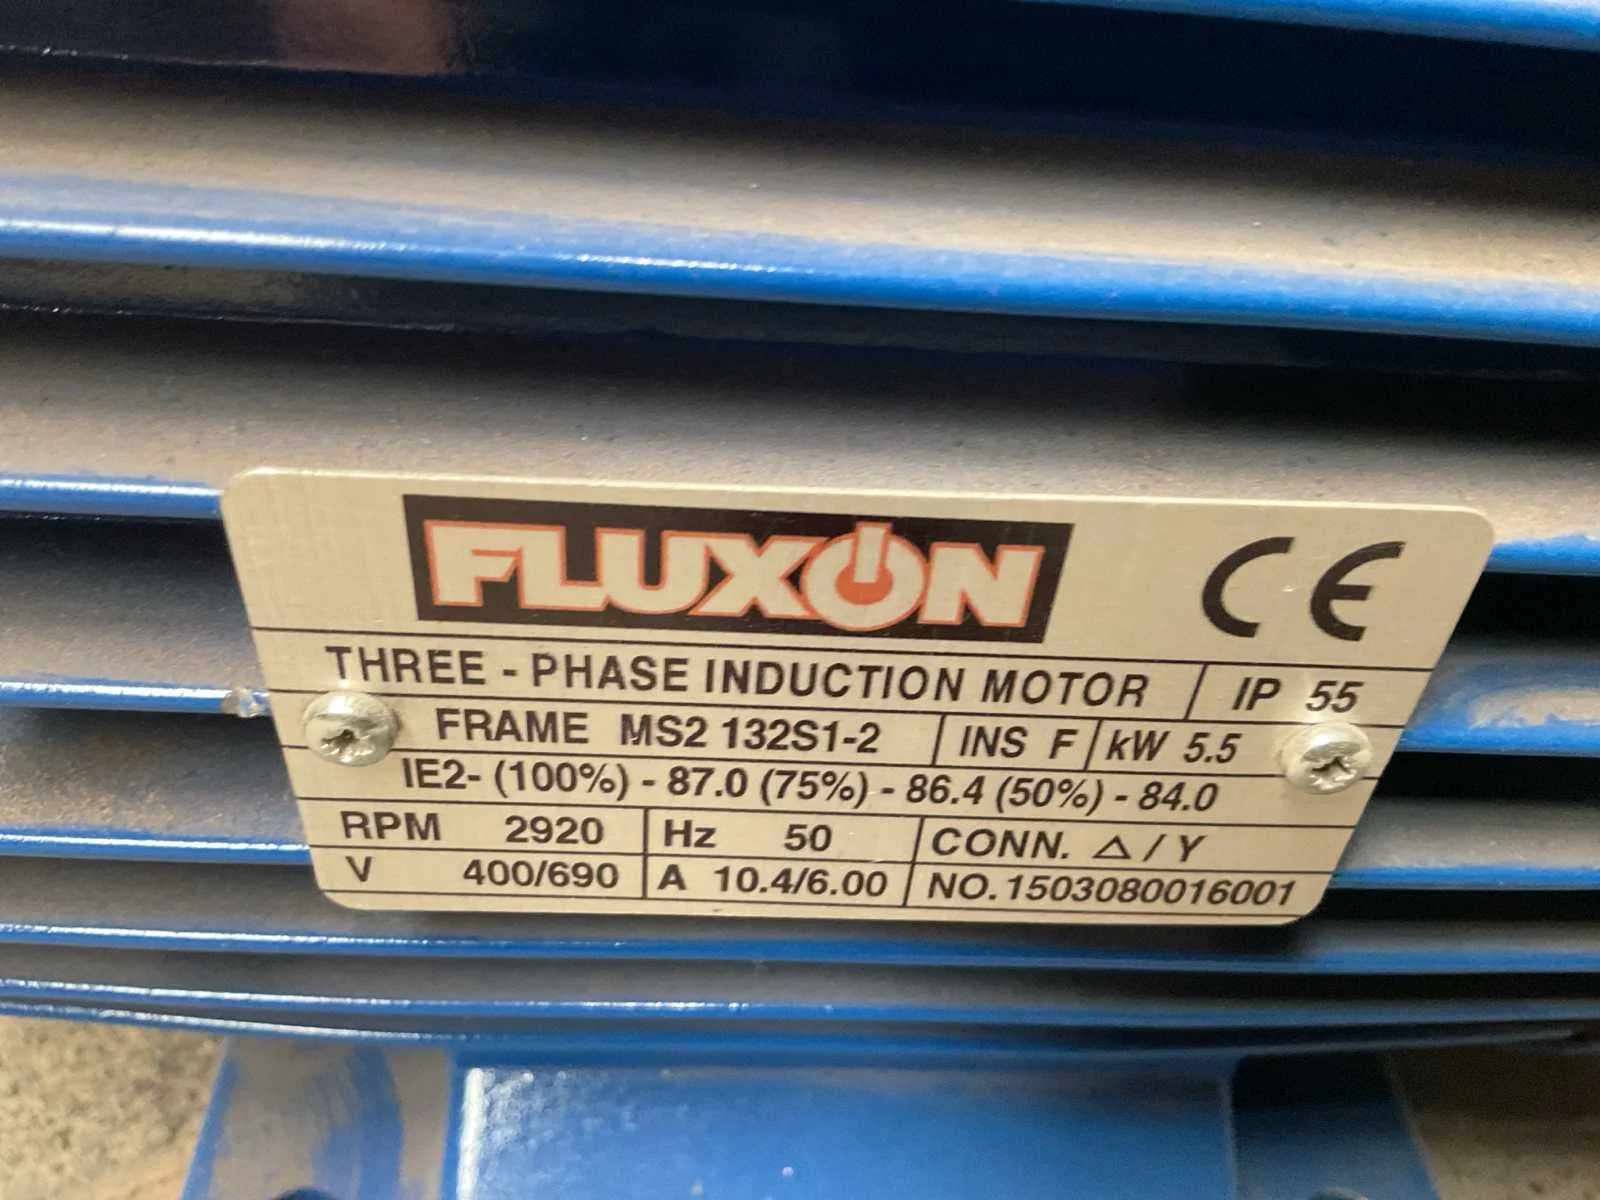 FLUXON
CE
THREE - PHASE INDUCTION MOTOR IP 55
FRAME MS2 132S1-2 INS F kW 5.5
IE2- (100%) - 87.0 (75%) - 86.4 (50%) - 84.0
RPM 2920 Hz 50 CONN. △ / Y
V 400/690 A 10.4/6.00 NO. 1503080016001